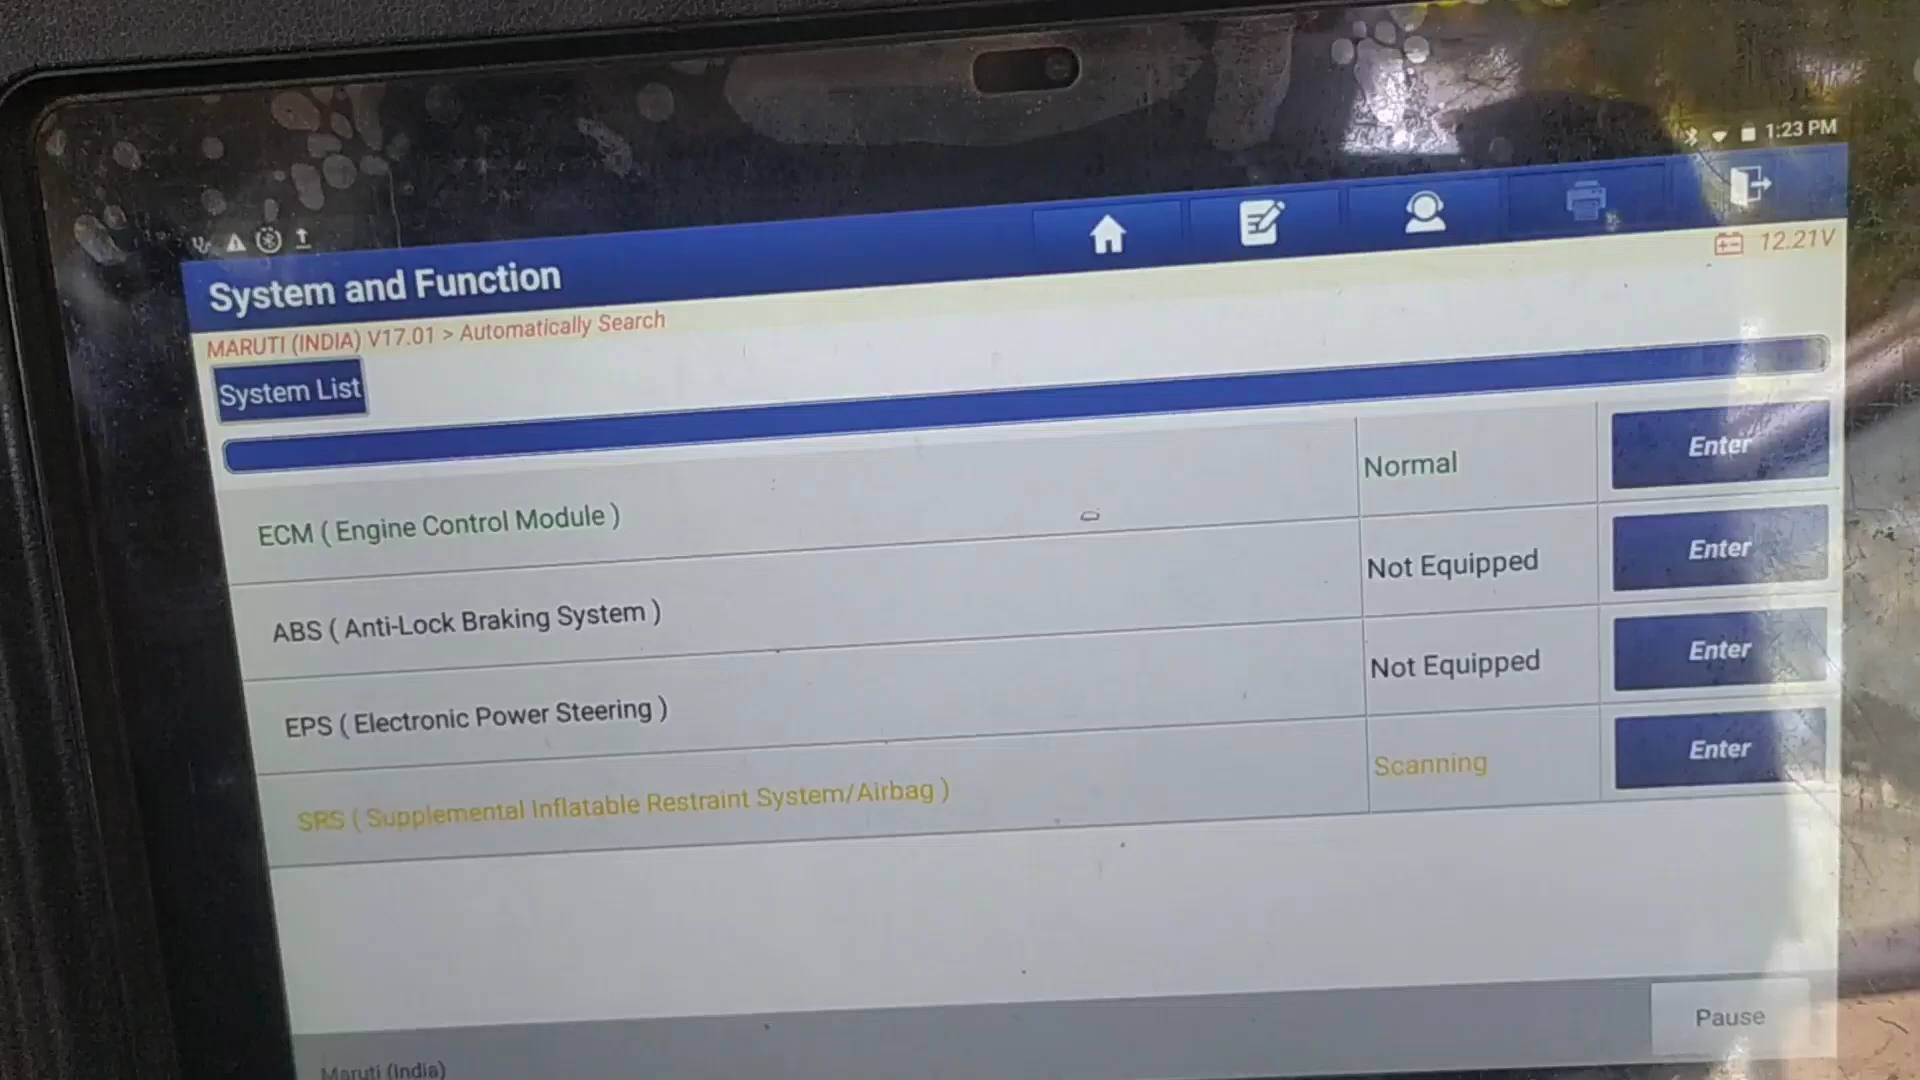 1:23 PM
System and Function
12.21V
MARUTI (INDIA) V17.01 > Automatically Search
System List
ECM ( Engine Control Module )
Normal
Enter
ABS ( Anti-Lock Braking System )
Not Equipped
Enter
EPS ( Electronic Power Steering )
Not Equipped
Enter
SRS ( Supplemental Inflatable Restraint System/Airbag )
Scanning
Enter
Pause
Maruti (India)